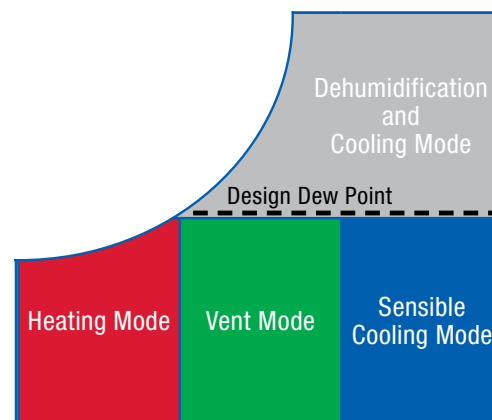 Dehumidification
and
Cooling Mode
Design Dew Point
Heating Mode
Vent Mode
Sensible
Cooling Mode